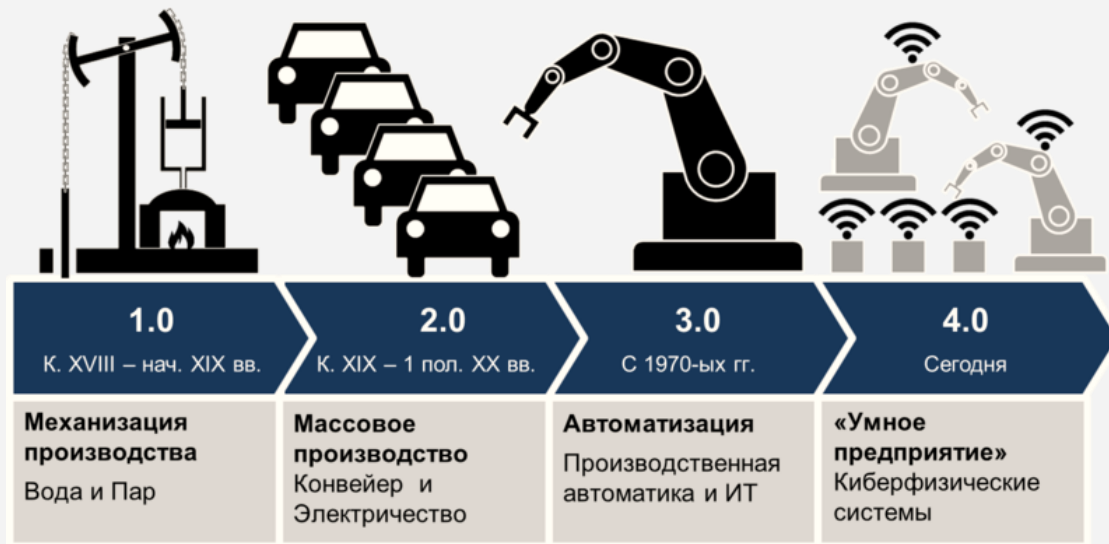 1.0
К. XVIII – нач. XIX вв.
2.0
К. XIX – 1 пол. XX вв.
3.0
С 1970-ых гг.
4.0
Сегодня
Механизация
производства
Вода и Пар
Массовое
производство
Конвейер и
Электричество
Автоматизация
Производственная
автоматика и ИТ
«Умное
предприятие»
Киберфизические
системы